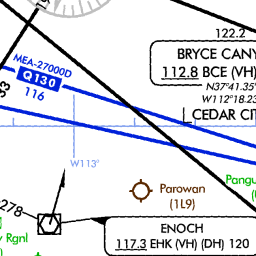 122.2
BRYCE CANY
112.8 BCE (VH)
N37°41.35'
W112°18.23
CEDAR CIT
MEA-27000D
Q130
116
53
W113°
Parowan
(1L9)
Pangu
278
Rgnl
ENOCH
117.3 EHK (VH) (DH) 120